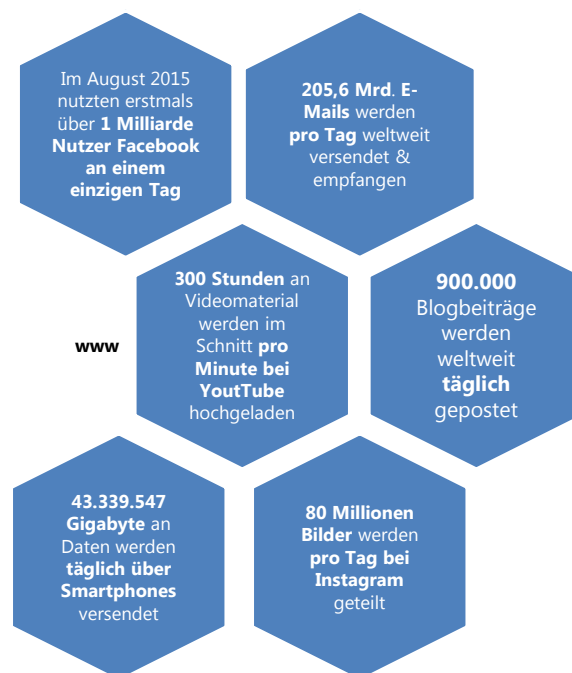 Im August 2015
nutzten erstmals
über 1 Milliarde
Nutzer Facebook
an einem
einzigen Tag
205,6 Mrd. E-
Mails werden
pro Tag weltweit
versendet &
empfangen
www
300 Stunden an
Videomaterial
werden im
Schnitt pro
Minute bei
YoutTube
hochgeladen
900.000
Blogbeiträge
werden
weltweit
täglich
gepostet
43.339.547
Gigabyte an
Daten werden
täglich über
Smartphones
versendet
80 Millionen
Bilder werden
pro Tag bei
Instagram
geteilt